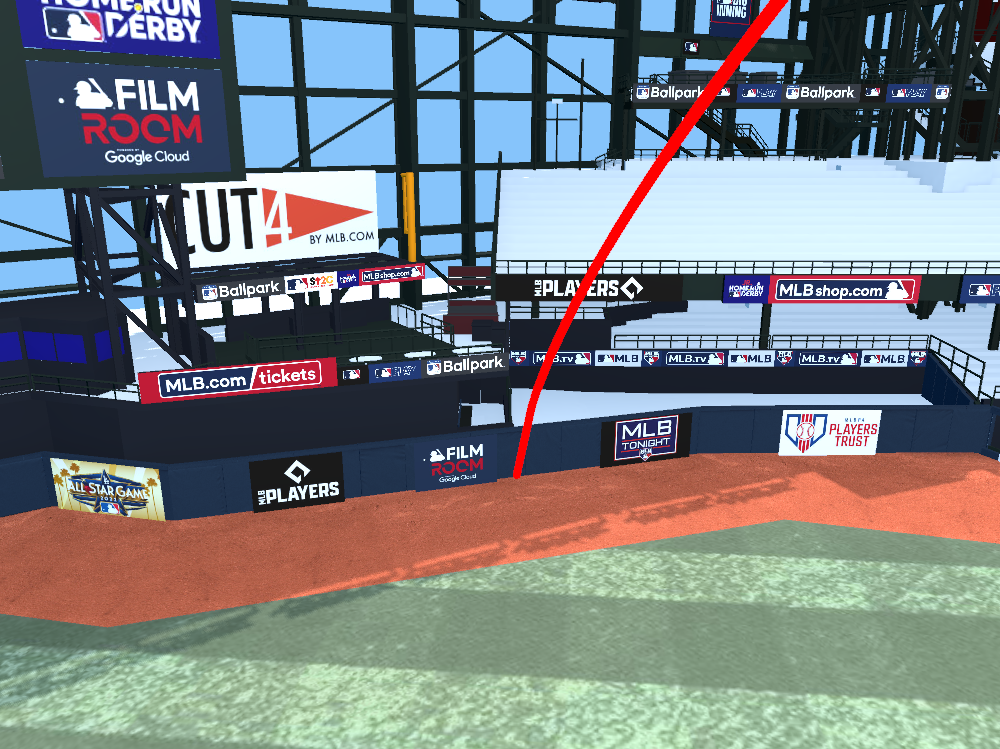 HOME RUN
DERBY
FILM
ROOM
POWERED BY
Google Cloud
INNING
Ballpark
Ballpark
CUT4
BY MLB.COM
Ballpark
MLBshop.com
MLB PLAYERS
HOME RUN
DERBY
MLBshop.com
MLB.com/tickets
Ballpark
MLB.tv
MLB
MLB.tv
MLB
MLB.tv
MLB
ALL STAR GAME
MLB PLAYERS
FILM
ROOM
Google Cloud
MLB
TONIGHT
PLAYERS
TRUST